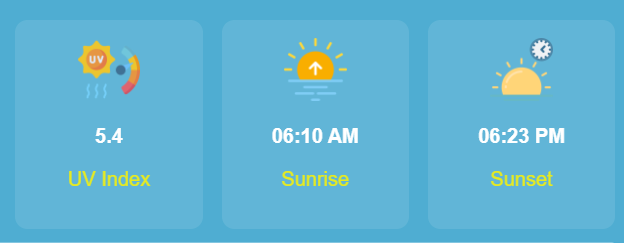 UV
5.4
06:10 AM
06:23 PM
UV Index
Sunrise
Sunset